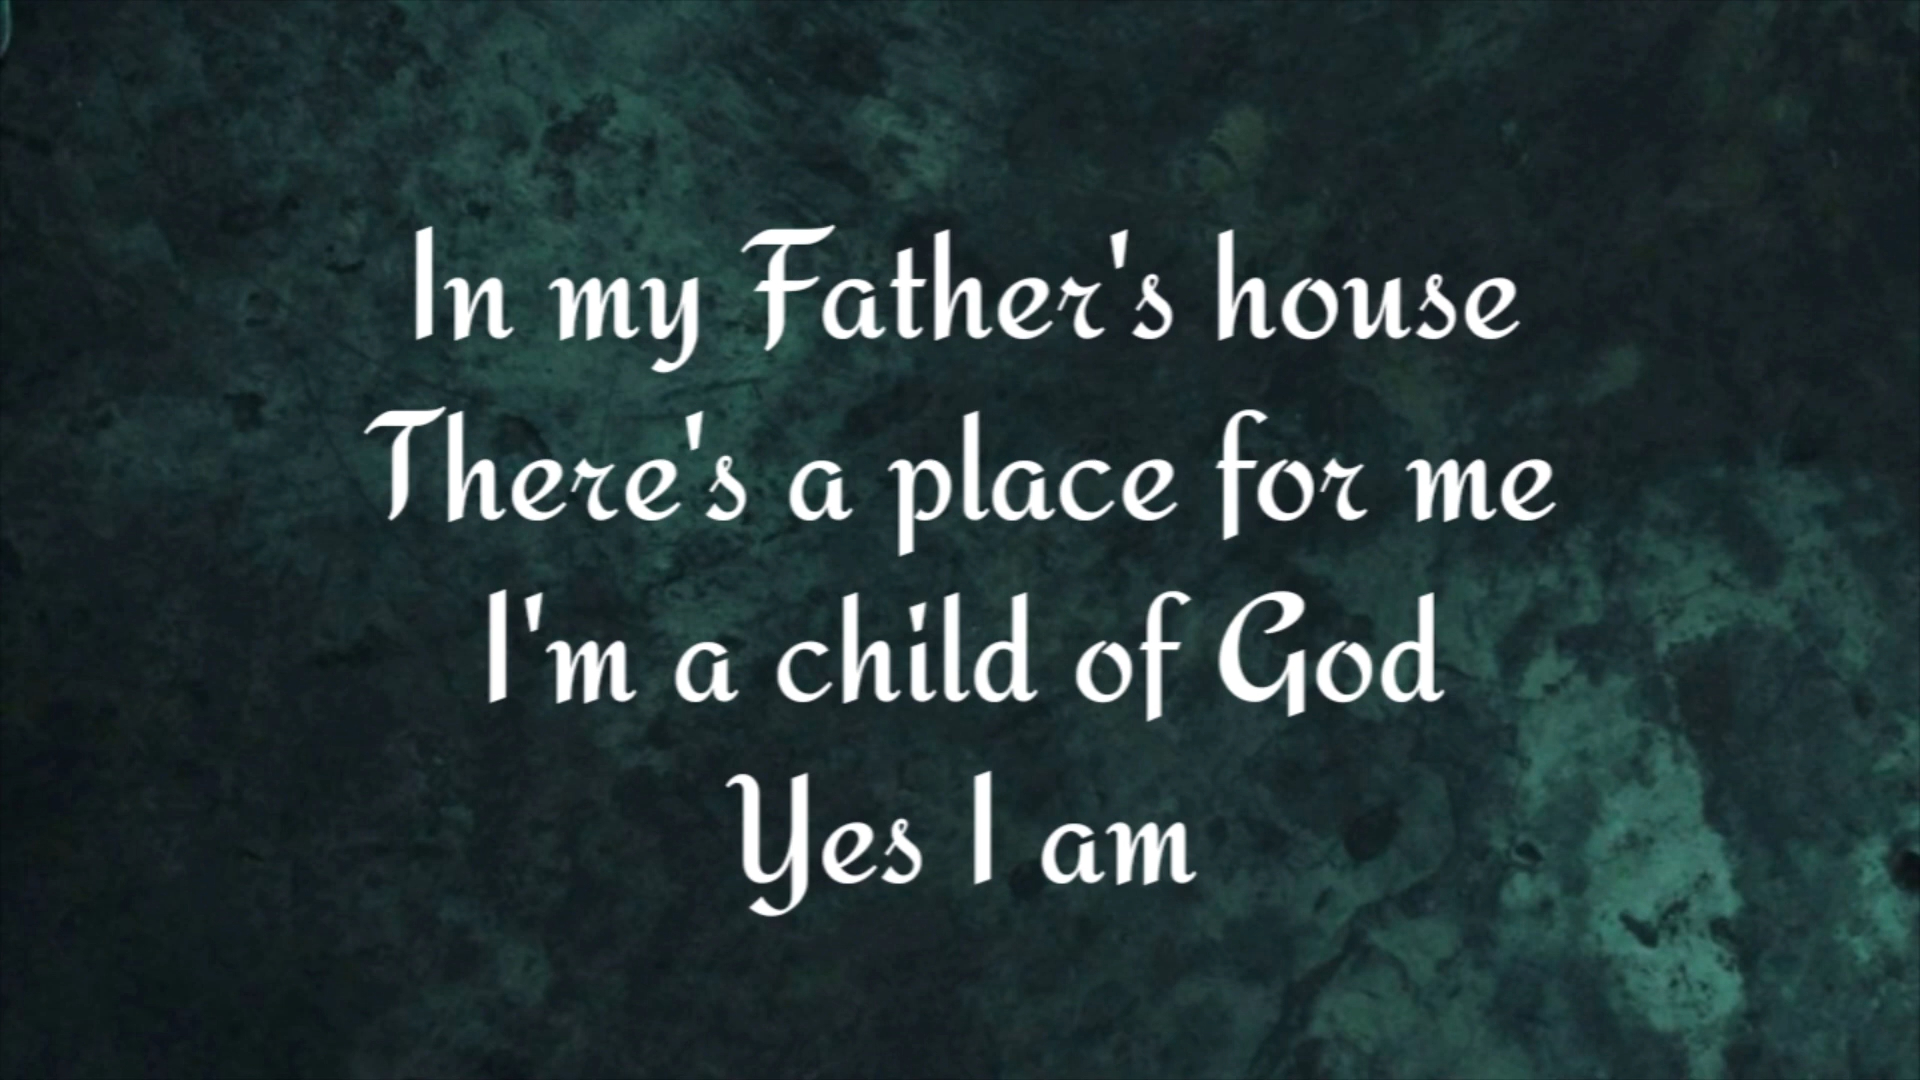 In my Father's house
There's a place for me
I'm a child of God
Yes I am